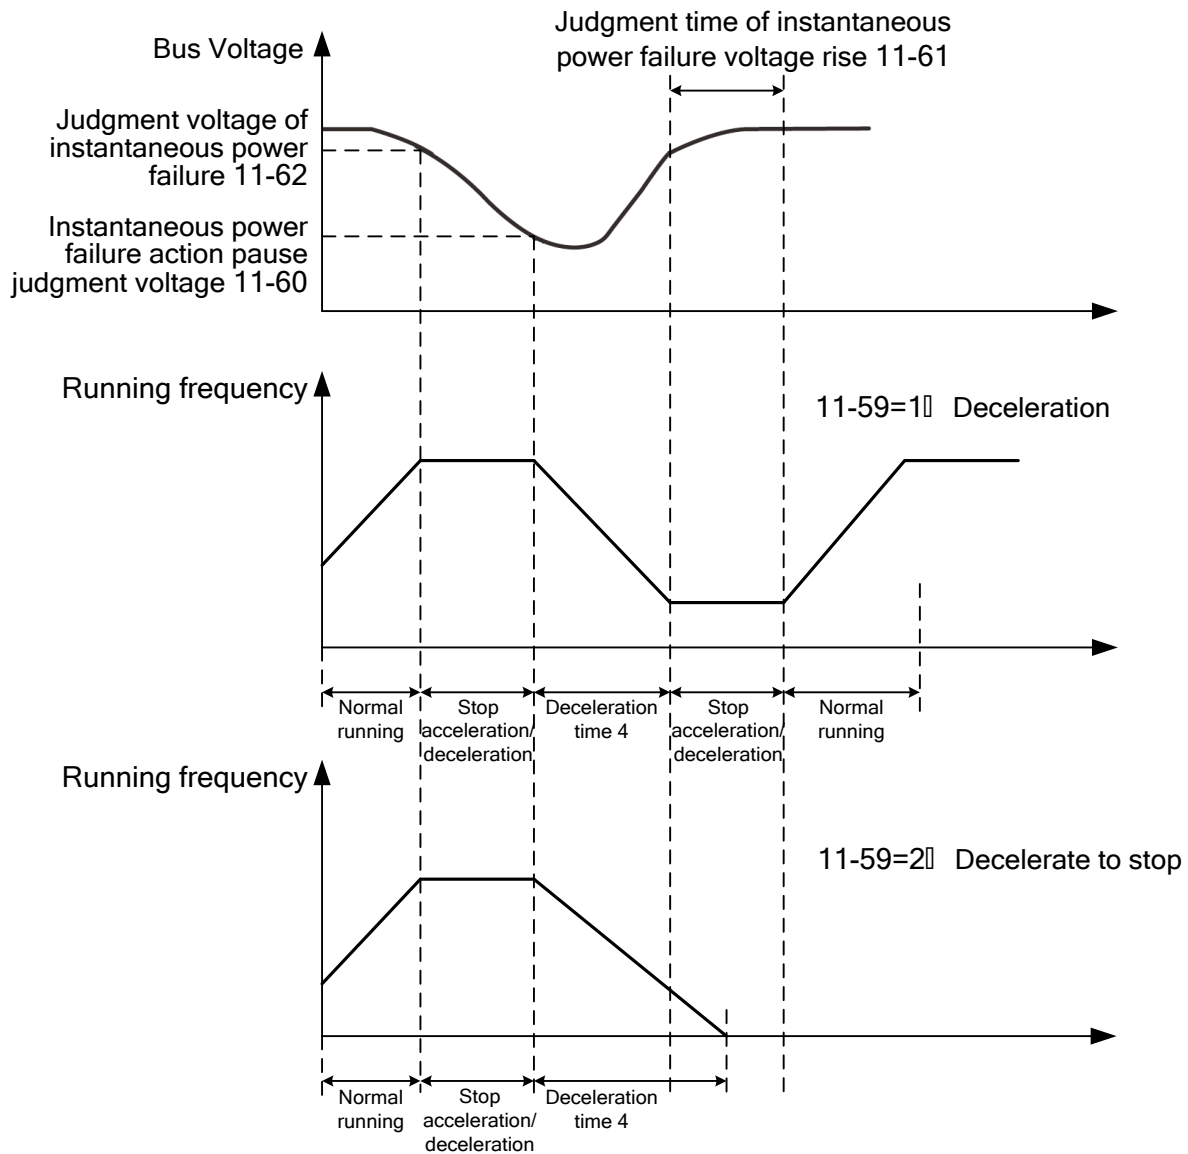 Judgment time of instantaneous
power failure voltage rise 11-61
Bus Voltage
Judgment voltage of
instantaneous power
failure 11-62
Instantaneous power
failure action pause
judgment voltage 11-60
Running frequency
11-59=1▯ Deceleration
Normal
running
Stop
acceleration/
deceleration
Deceleration
time 4
Stop
acceleration/
deceleration
Normal
running
Running frequency
11-59=2▯ Decelerate to stop
Normal
running
Stop
acceleration/
deceleration
Deceleration
time 4